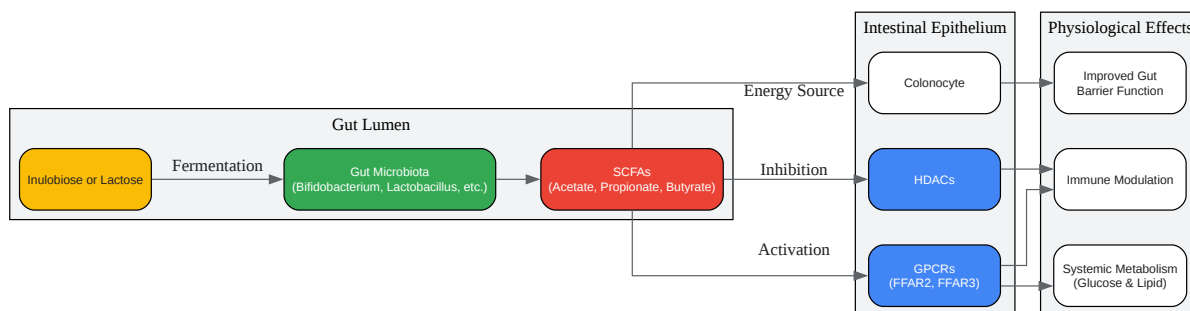 Intestinal Epithelium
Physiological Effects
Colonocyte
Improved Gut
Barrier Function
Energy Source
Gut Lumen
Inulobiose or Lactose
Fermentation
Gut Microbiota
(Bifidobacterium, Lactobacillus, etc.)
SCFAs
(Acetate, Propionate, Butyrate)
Inhibition
HDACs
Immune Modulation
Activation
GPCRs
(FFAR2, FFAR3)
Systemic Metabolism
(Glucose & Lipid)